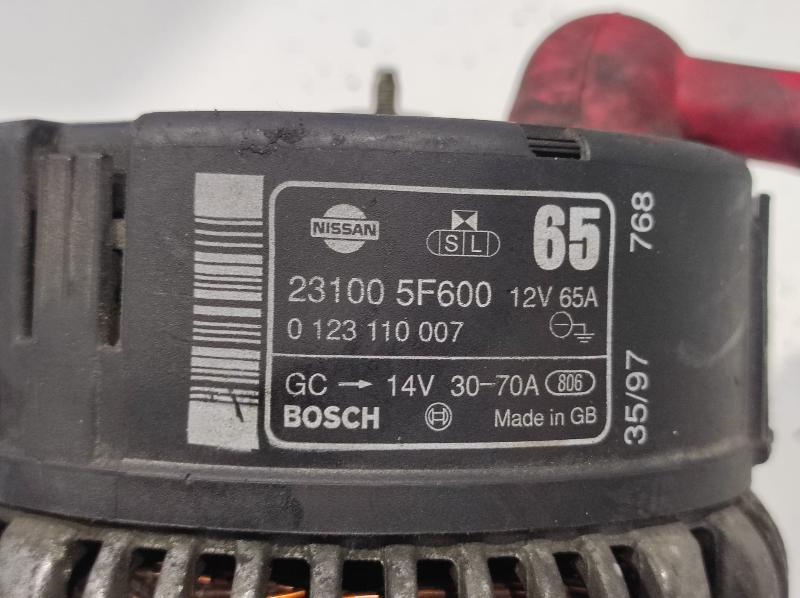 NISSAN
S L
65
23100 5F600 12V 65A
0 123 110 007
GC → 14V 30-70A 806
BOSCH
Made in GB
768
35/97